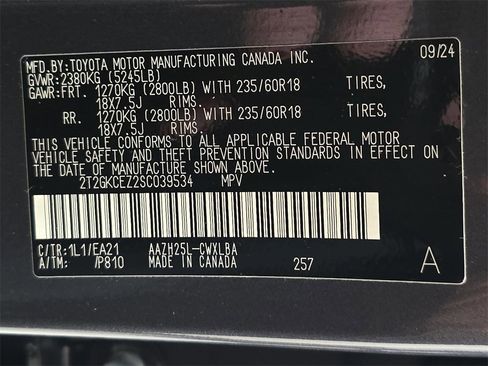 MFD.BY:TOYOTA MOTOR MANUFACTURING CANADA INC. 09/24
GVWR:2380KG (5245LB)
GAWR:FRT. 1270KG (2800LB) WITH 235/60R18 TIRES,
18X7.5J RIMS.
RR. 1270KG (2800LB) WITH 235/60R18 TIRES,
18X7.5J RIMS.
THIS VEHICLE CONFORMS TO ALL APPLICABLE FEDERAL MOTOR
VEHICLE SAFETY AND THEFT PREVENTION STANDARDS IN EFFECT ON
THE DATE OF MANUFACTURE SHOWN ABOVE.
2T2GKCEZ2SC039534 MPV
C/TR:1L1/EA21 AAZH25L-CWXLBA
A/TM: /P810 MADE IN CANADA 257 A